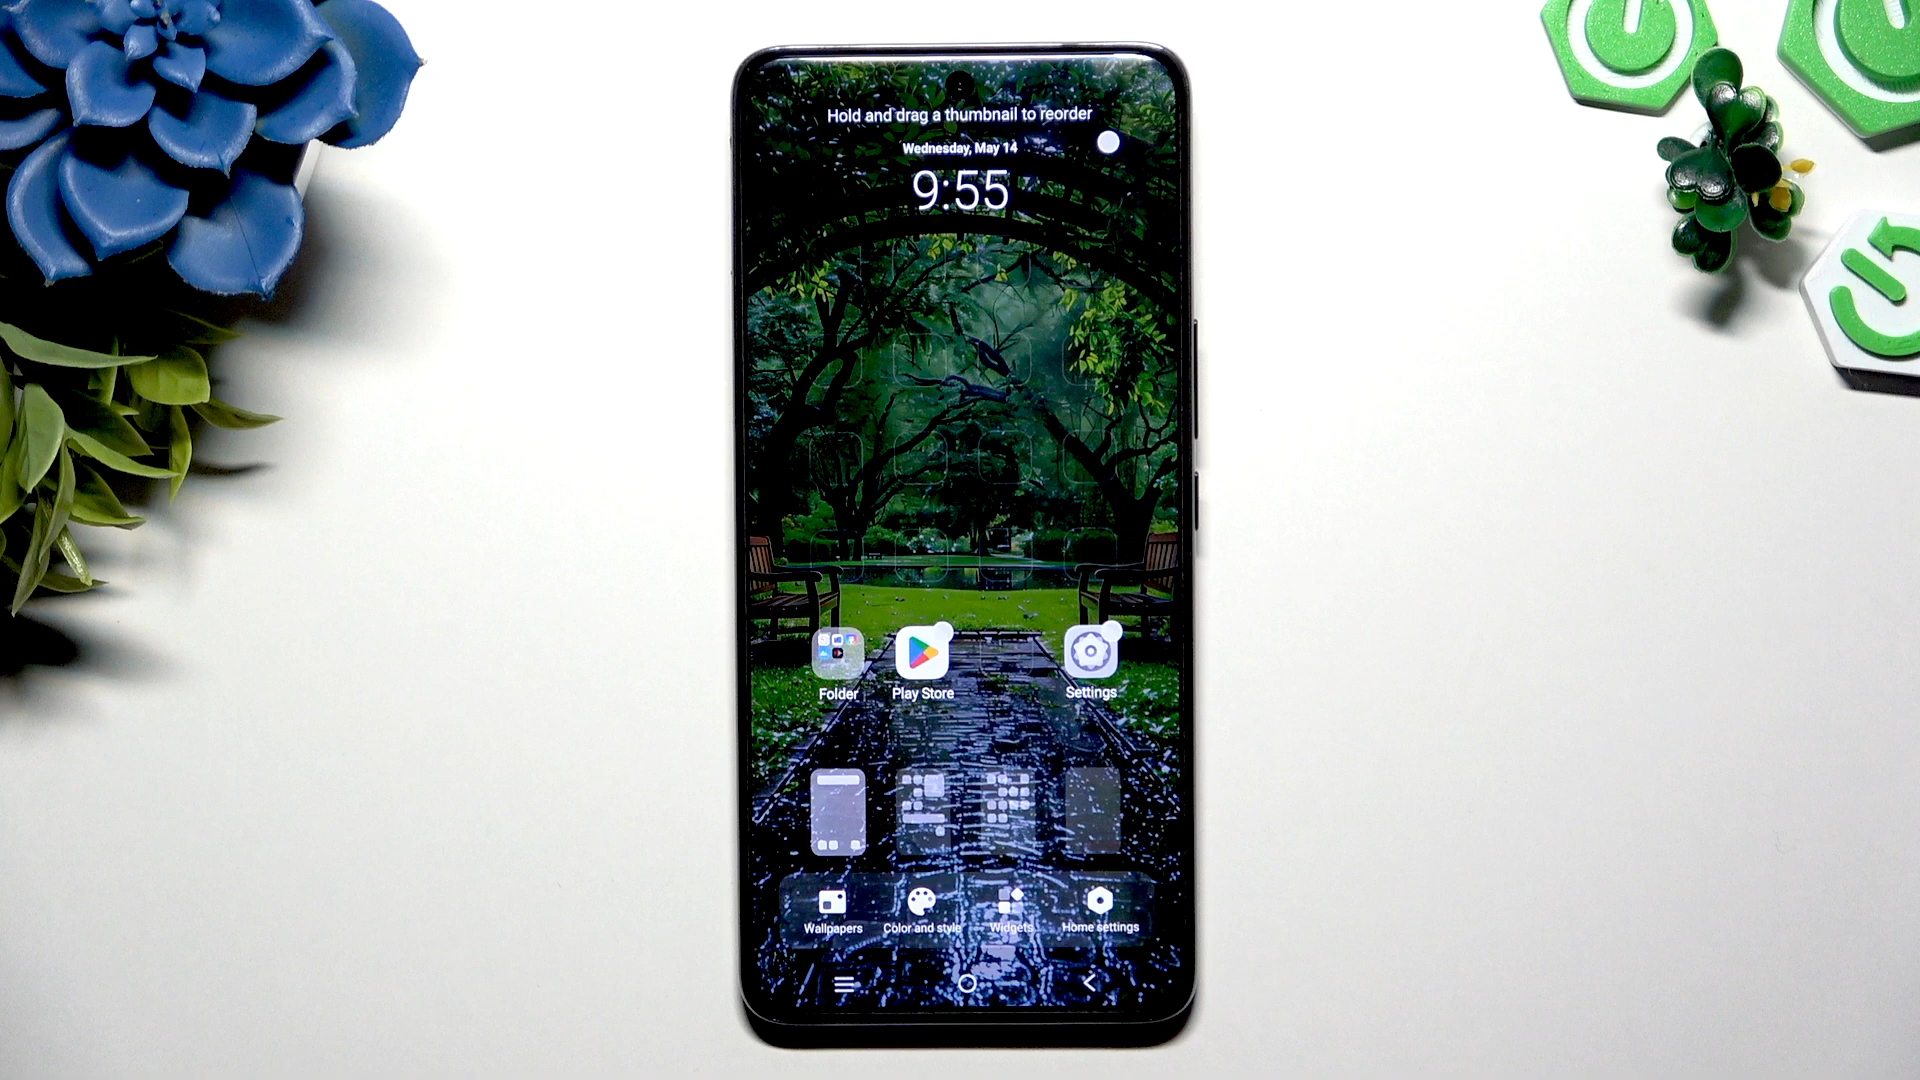 Hold and drag a thumbnail to reorder
Wednesday, May 14
9:55
Folder
Play Store
Settings
Wallpapers
Color and style
Widgets
Home settings